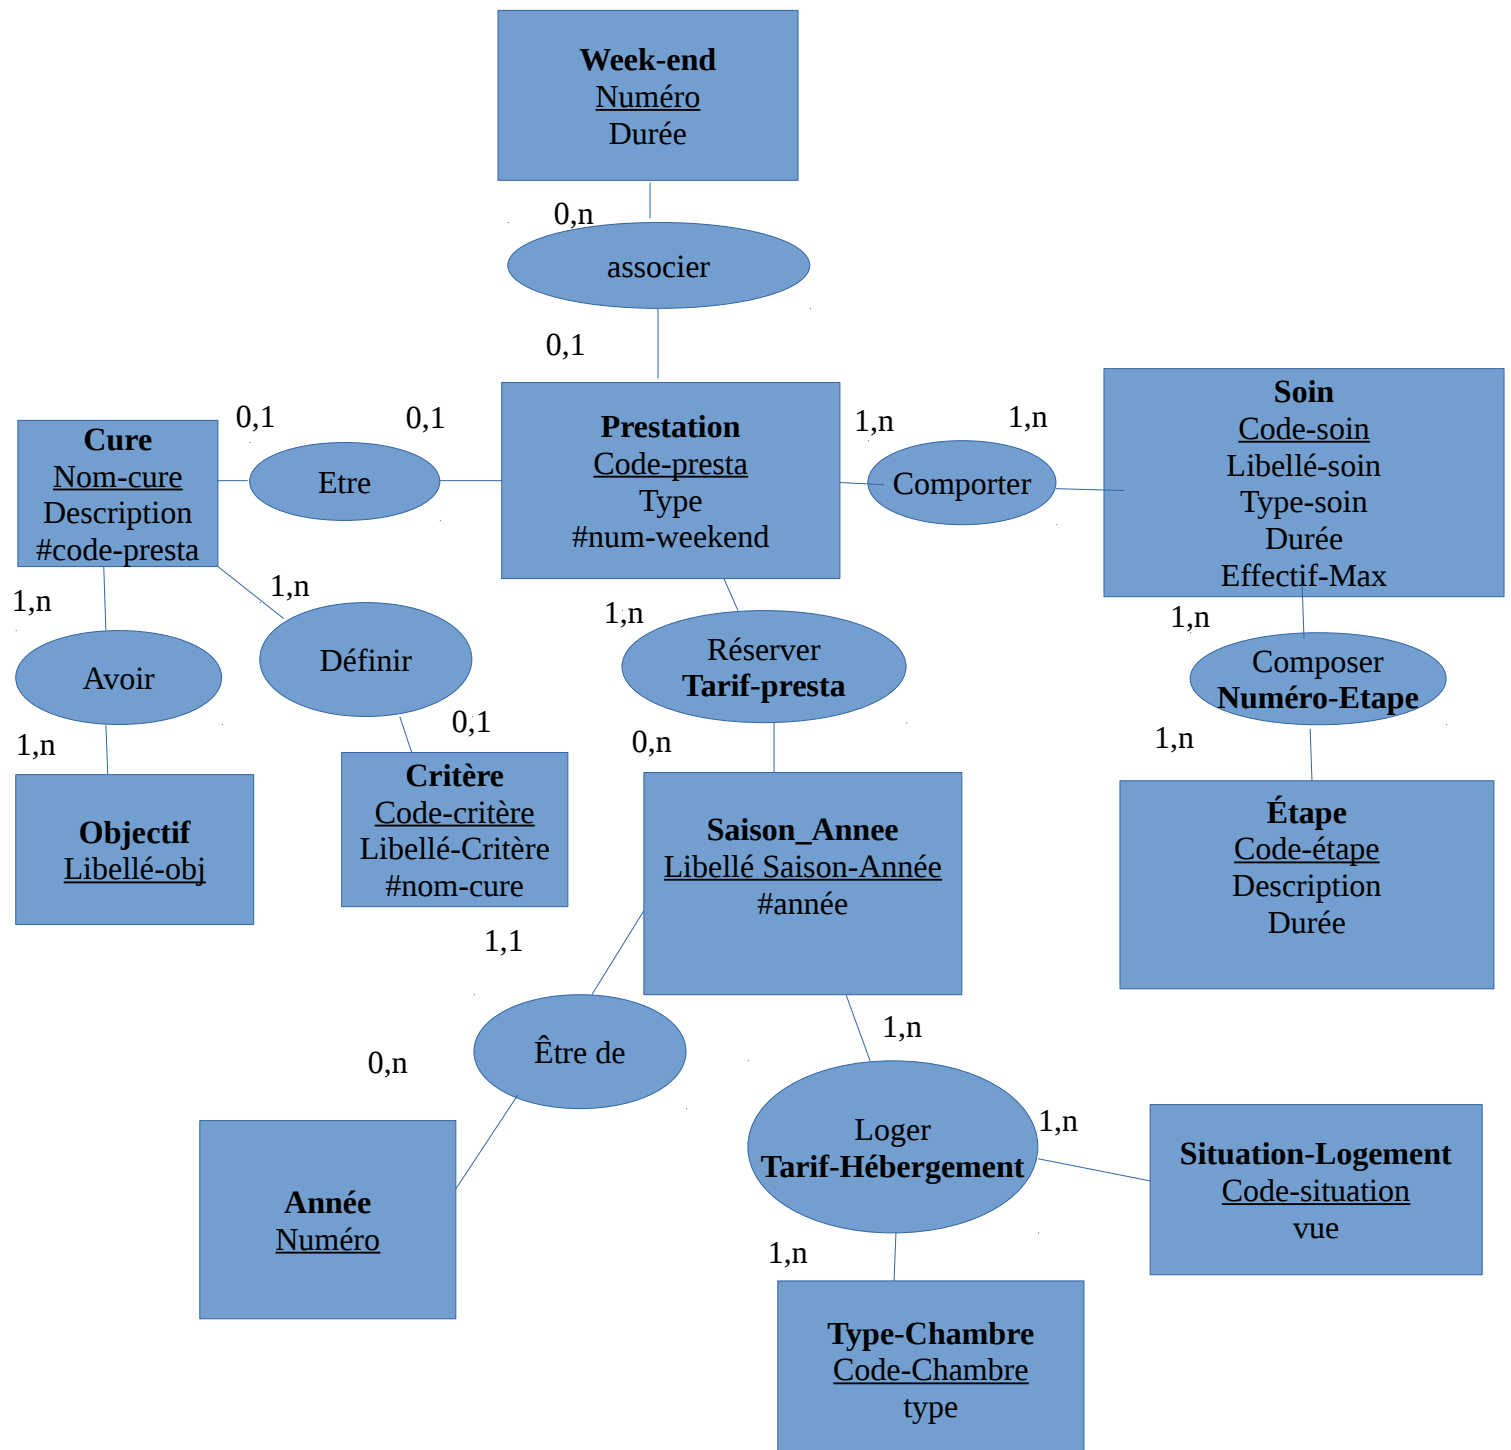 Week-end
Numéro
Durée
0,n
associer
0,1
Cure
Nom-cure
Description
#code-presta
0,1
Etre
0,1
Prestation
Code-presta
Type
#num-weekend
1,n
Comporter
1,n
Soin
Code-soin
Libellé-soin
Type-soin
Durée
Effectif-Max
1,n
Avoir
1,n
Objectif
Libellé-obj
1,n
Définir
0,1
Critère
Code-critère
Libellé-Critère
#nom-cure
1,n
Réserver
Tarif-presta
0,n
Saison_Annee
Libellé Saison-Année
#année
1,n
Composer
Numéro-Etape
1,n
Étape
Code-étape
Description
Durée
1,1
Être de
0,n
Année
Numéro
1,n
Loger
Tarif-Hébergement
1,n
Situation-Logement
Code-situation
vue
1,n
Type-Chambre
Code-Chambre
type